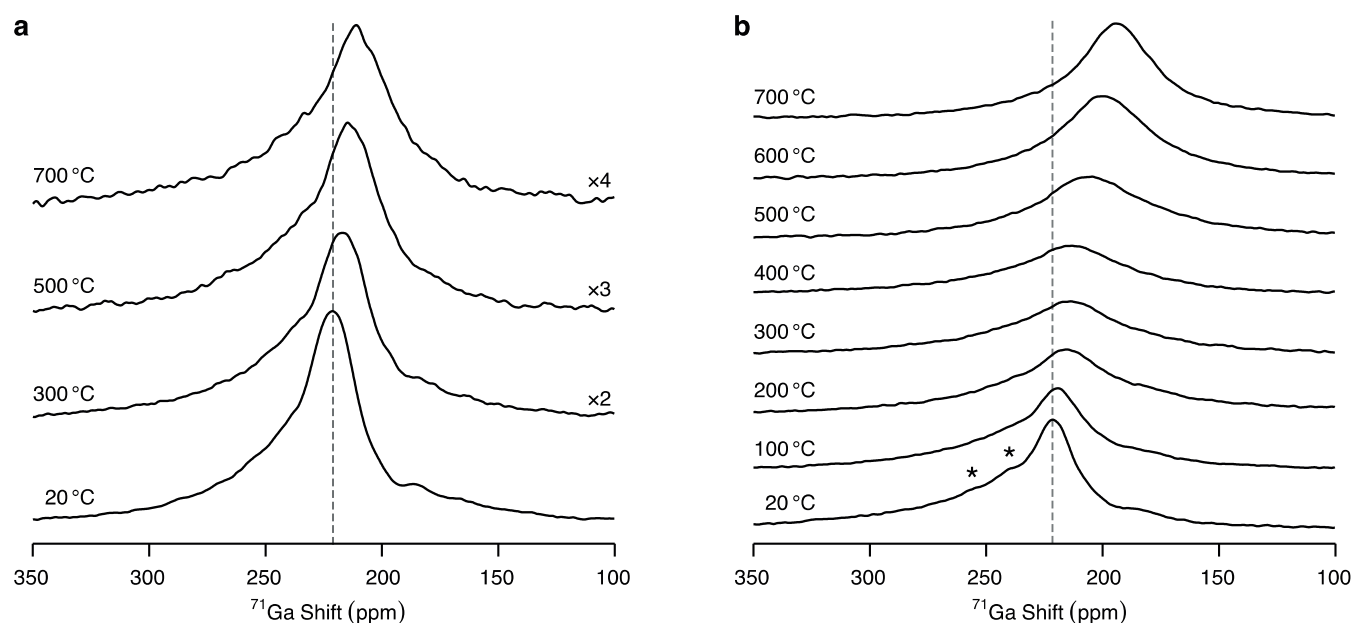 a
700 °C
×4
500 °C
×3
300 °C
×2
20 °C
350 300 250 200 150 100
⁷¹Ga Shift (ppm)
b
700 °C
600 °C
500 °C
400 °C
300 °C
200 °C
100 °C
* *
20 °C
350 300 250 200 150 100
⁷¹Ga Shift (ppm)